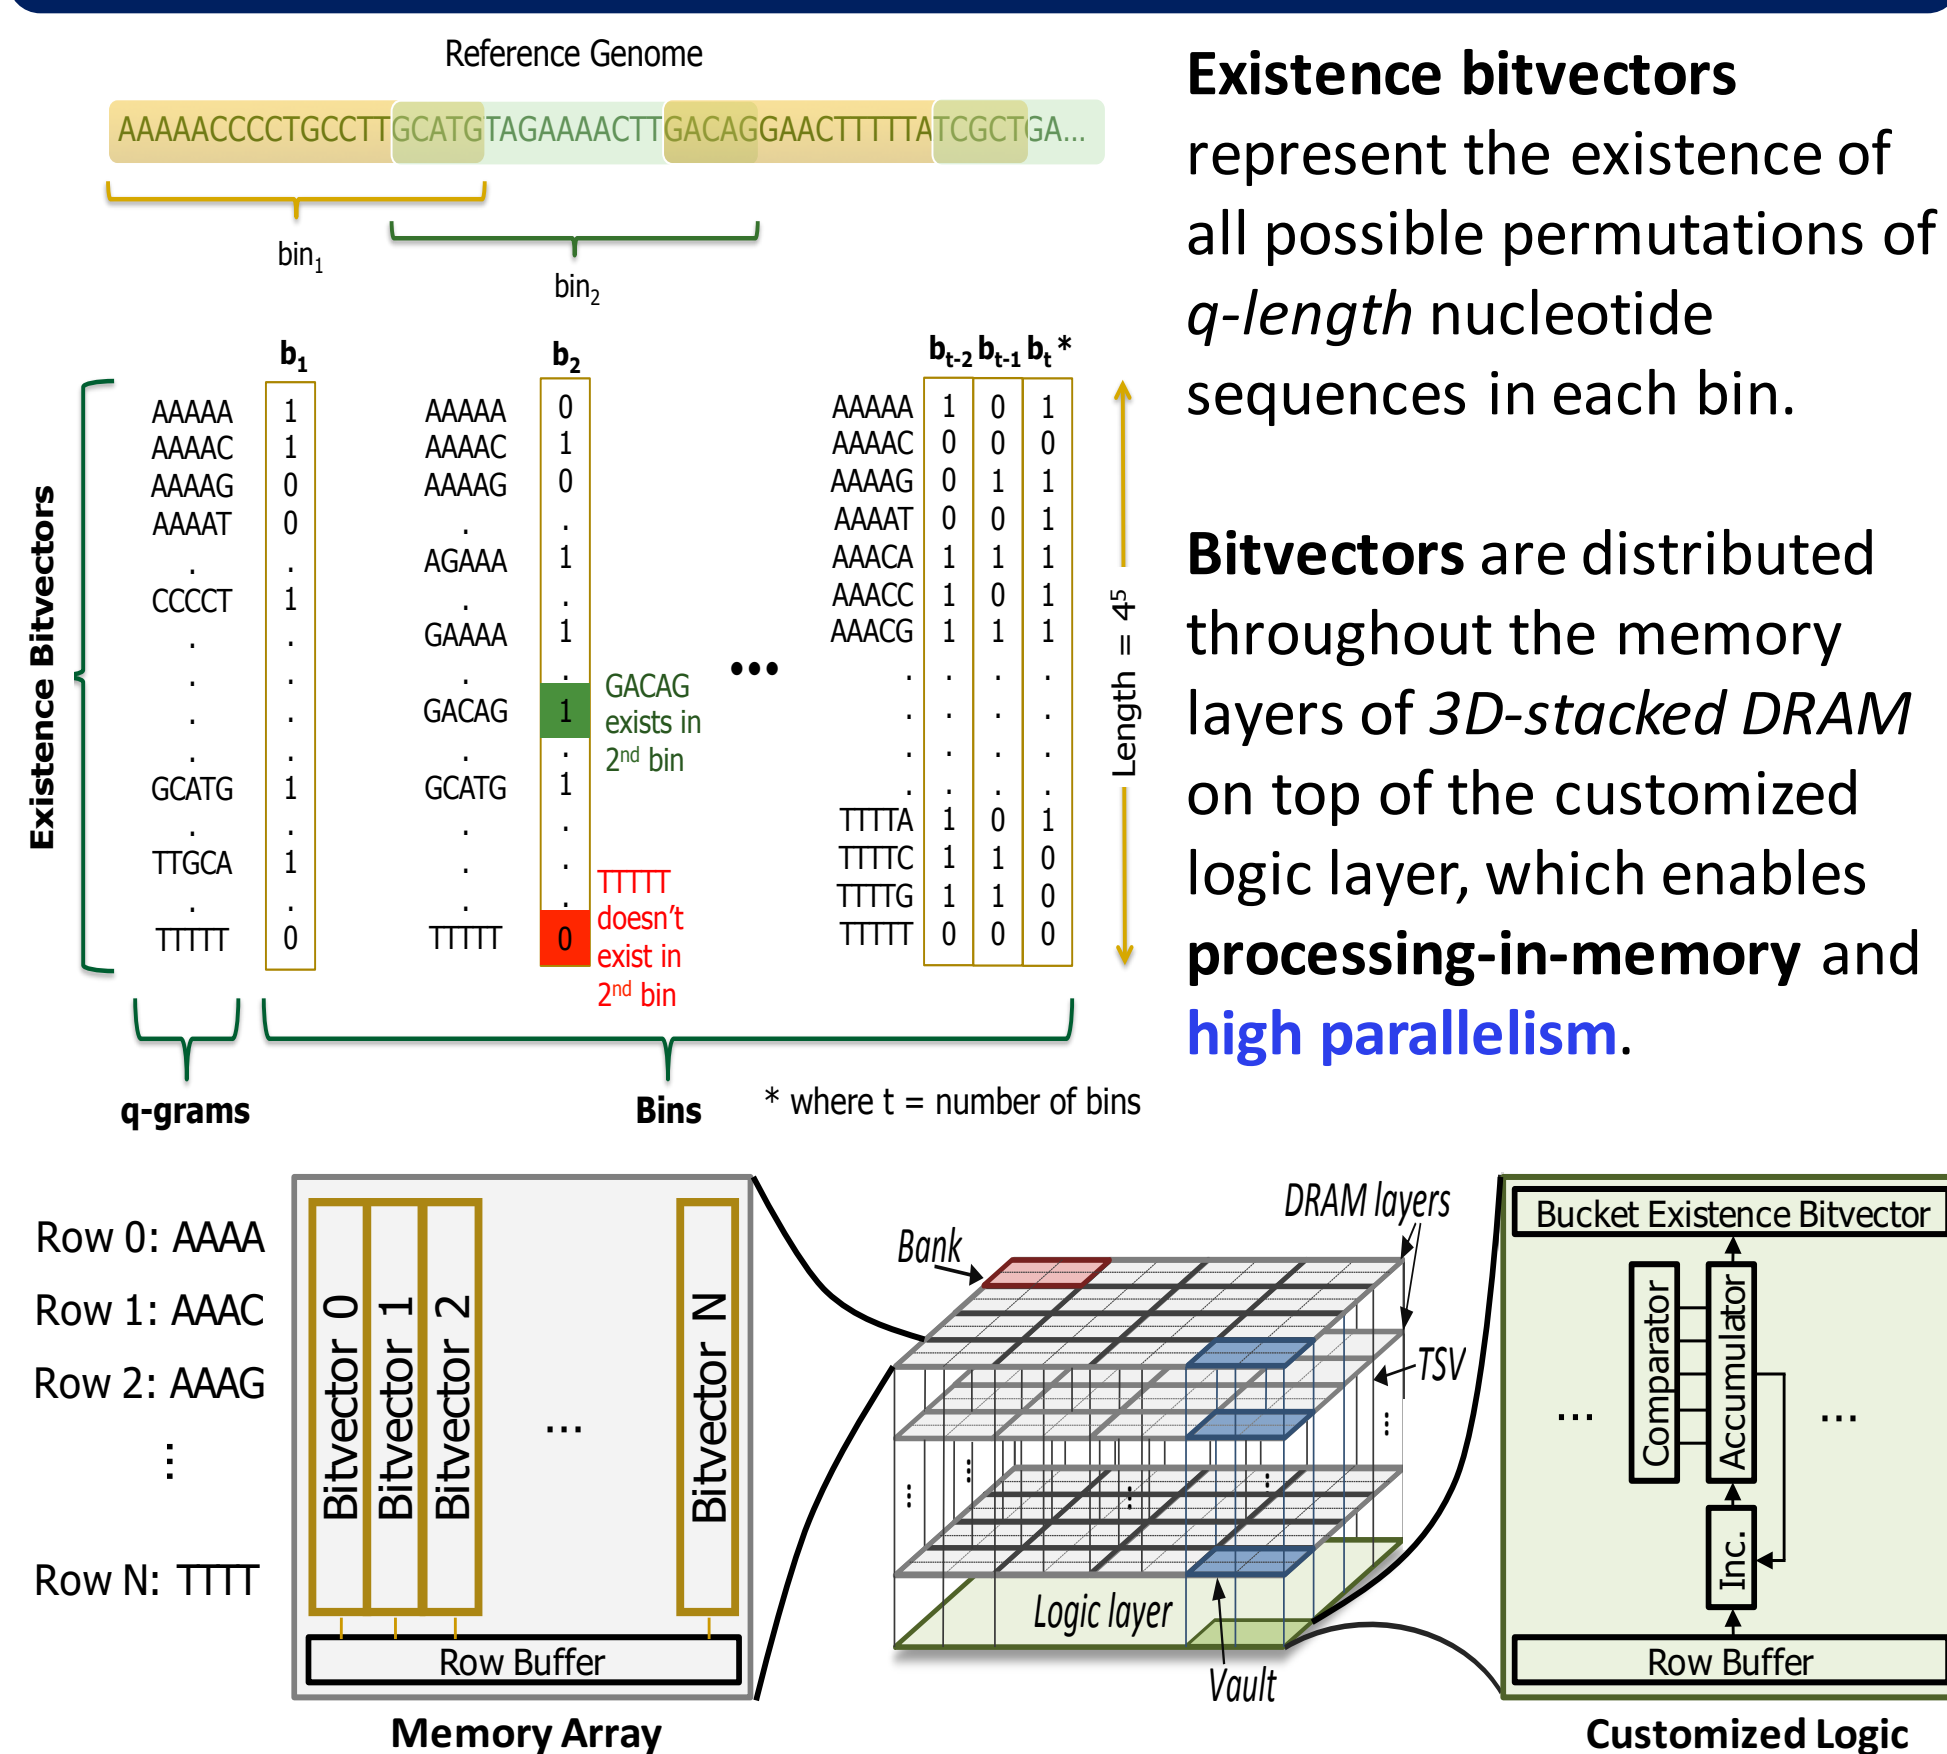 Reference Genome
AAAAACCCCTGCCTTGCATGTAGAAAACTTGACAGGAACTTTTTATCGCTGA...
bin1
bin2
Existence Bitvectors
b1
AAAAA 1
AAAAC 1
AAAAG 0
AAAAT 0
. .
CCCCT 1
. .
. .
. .
. .
GCATG 1
. .
TTGCA 1
. .
TTTTT 0
b2
AAAAA 0
AAAAC 1
AAAAG 0
. .
AGAAA 1
. .
GAAAA 1
. .
GACAG 1
. .
GCATG 1
. .
. .
. .
TTTTT 0
GACAG
exists in
2nd bin
TTTTT
doesn't
exist in
2nd bin
•••
bt-2 bt-1 bt *
AAAAA 1 0 1
AAAAC 0 0 0
AAAAG 0 1 1
AAAAT 0 0 1
AAACA 1 1 1
AAACC 1 0 1
AAACG 1 1 1
. . . .
. . . .
. . . .
. . . .
TTTTA 1 0 1
TTTTC 1 1 0
TTTTG 1 1 0
TTTTT 0 0 0
Length = 4⁵
q-grams
Bins
* where t = number of bins
Existence bitvectors
represent the existence of
all possible permutations of
q-length nucleotide
sequences in each bin.
Bitvectors are distributed
throughout the memory
layers of 3D-stacked DRAM
on top of the customized
logic layer, which enables
processing-in-memory and
high parallelism.
Row 0: AAAA
Row 1: AAAC
Row 2: AAAG
...
Row N: TTTT
Bitvector 0
Bitvector 1
Bitvector 2
...
Bitvector N
Row Buffer
Memory Array
Bank
DRAM layers
TSV
...
...
...
...
...
...
Logic layer
Vault
Bucket Existence Bitvector
...
Comparator
Accumulator
...
Inc.
Row Buffer
Customized Logic